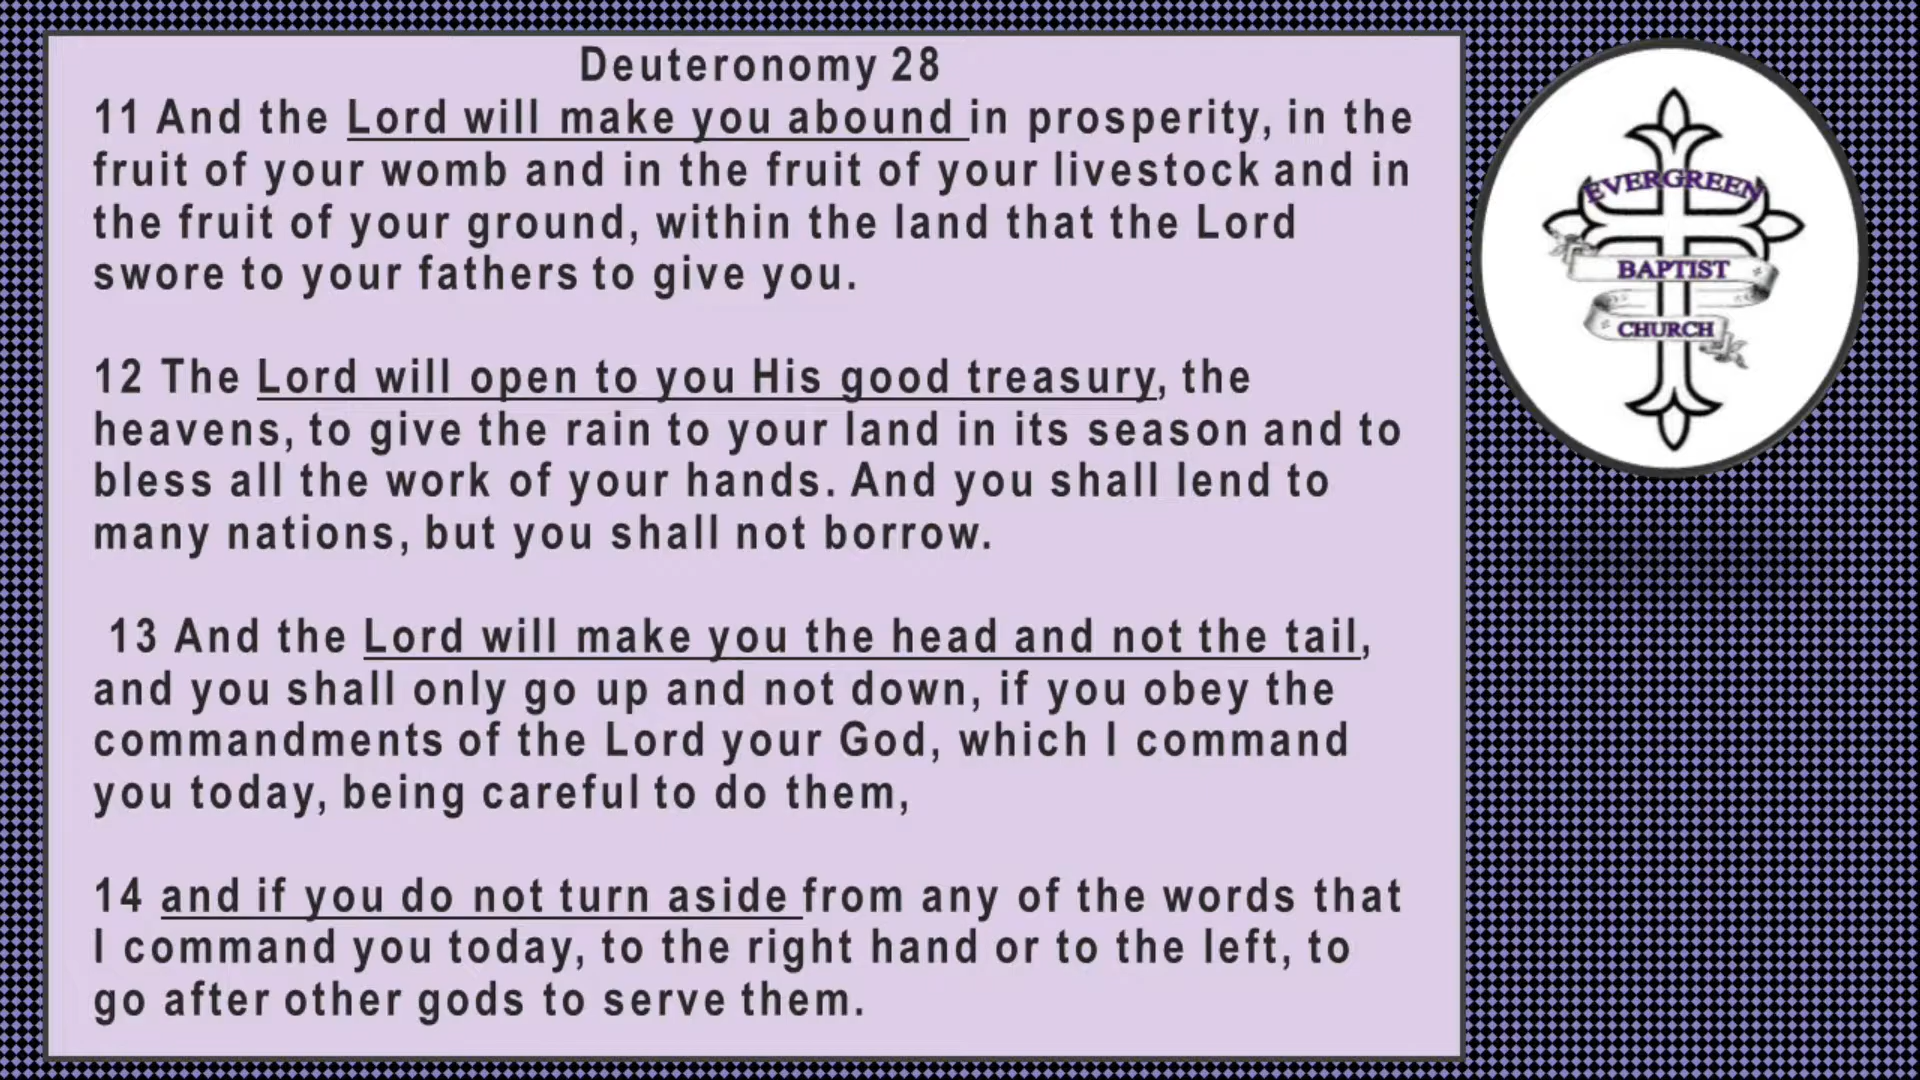 Deuteronomy 28
11 And the Lord will make you abound in prosperity, in the
fruit of your womb and in the fruit of your livestock and in
the fruit of your ground, within the land that the Lord
swore to your fathers to give you.
12 The Lord will open to you His good treasury, the
heavens, to give the rain to your land in its season and to
bless all the work of your hands. And you shall lend to
many nations, but you shall not borrow.
13 And the Lord will make you the head and not the tail,
and you shall only go up and not down, if you obey the
commandments of the Lord your God, which I command
you today, being careful to do them,
14 and if you do not turn aside from any of the words that
I command you today, to the right hand or to the left, to
go after other gods to serve them.
EVERGREEN
BAPTIST
CHURCH